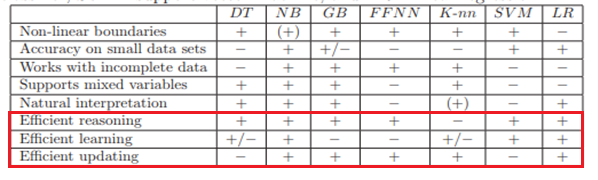 DT NB GB FFNN K-nn SVM LR
Non-linear boundaries + (+) + + + + −
Accuracy on small data sets − + +/− − − + +
Works with incomplete data − + + + + − −
Supports mixed variables + + + − + − −
Natural interpretation + + + − (+) − +
Efficient reasoning + + + + − + +
Efficient learning +/− + − − +/− + +
Efficient updating − + + + + − +